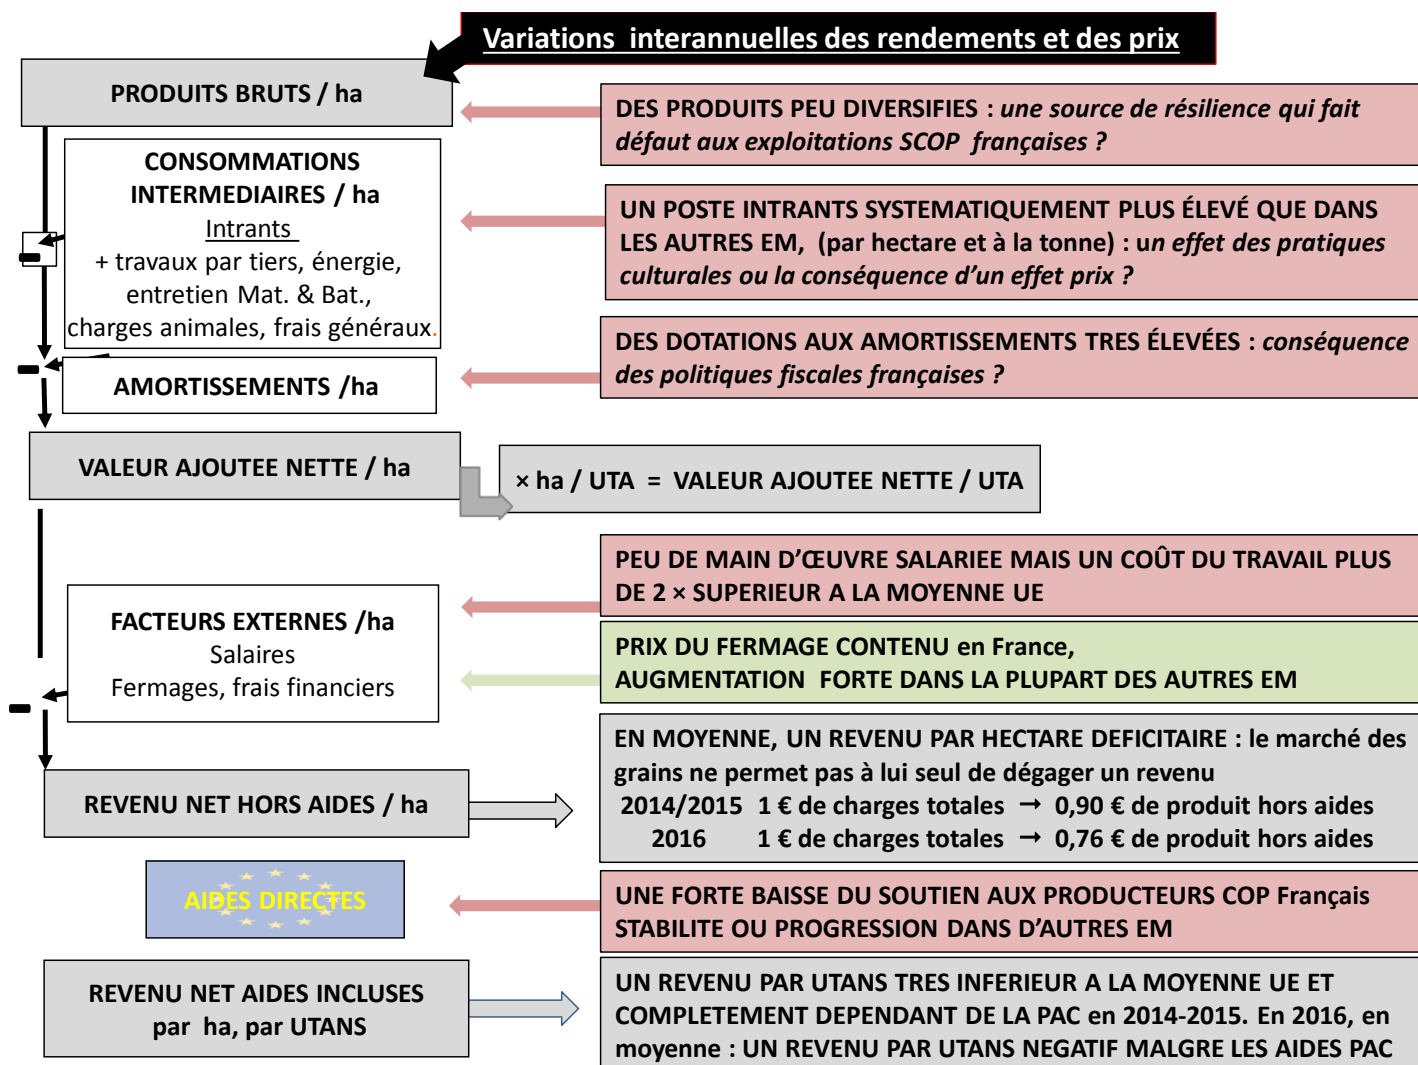 Variations interannuelles des rendements et des prix
PRODUITS BRUTS / ha
DES PRODUITS PEU DIVERSIFIES : une source de résilience qui fait
défaut aux exploitations SCOP françaises ?
CONSOMMATIONS
INTERMEDIAIRES / ha
Intrants
+ travaux par tiers, énergie,
entretien Mat. & Bat.,
charges animales, frais généraux.
UN POSTE INTRANTS SYSTEMATIQUEMENT PLUS ÉLEVÉ QUE DANS
LES AUTRES EM, (par hectare et à la tonne) : un effet des pratiques
culturales ou la conséquence d'un effet prix ?
-
DES DOTATIONS AUX AMORTISSEMENTS TRES ÉLEVÉES : conséquence
des politiques fiscales françaises ?
-
AMORTISSEMENTS /ha
VALEUR AJOUTEE NETTE / ha
× ha / UTA = VALEUR AJOUTEE NETTE / UTA
PEU DE MAIN D'ŒUVRE SALARIEE MAIS UN COÛT DU TRAVAIL PLUS
DE 2 × SUPERIEUR A LA MOYENNE UE
FACTEURS EXTERNES /ha
Salaires
Fermages, frais financiers
PRIX DU FERMAGE CONTENU en France,
AUGMENTATION FORTE DANS LA PLUPART DES AUTRES EM
-
EN MOYENNE, UN REVENU PAR HECTARE DEFICITAIRE : le marché des
grains ne permet pas à lui seul de dégager un revenu
2014/2015 1 € de charges totales → 0,90 € de produit hors aides
2016 1 € de charges totales → 0,76 € de produit hors aides
REVENU NET HORS AIDES / ha
AIDES DIRECTES
UNE FORTE BAISSE DU SOUTIEN AUX PRODUCTEURS COP Français
STABILITE OU PROGRESSION DANS D'AUTRES EM
REVENU NET AIDES INCLUSES
par ha, par UTANS
UN REVENU PAR UTANS TRES INFERIEUR A LA MOYENNE UE ET
COMPLETEMENT DEPENDANT DE LA PAC en 2014-2015. En 2016, en
moyenne : UN REVENU PAR UTANS NEGATIF MALGRE LES AIDES PAC